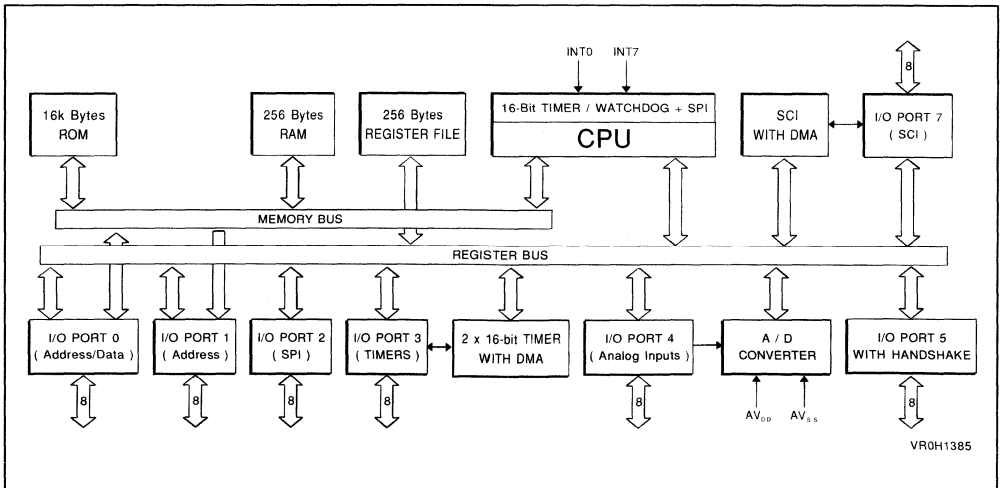 INT0 INT7
8
16k Bytes
ROM
256 Bytes
RAM
256 Bytes
REGISTER FILE
16-Bit TIMER / WATCHDOG + SPI
CPU
SCI
WITH DMA
I/O PORT 7
( SCI )
MEMORY BUS
REGISTER BUS
I/O PORT 0
( Address/Data )
I/O PORT 1
( Address )
I/O PORT 2
( SPI )
I/O PORT 3
( TIMERS )
2 x 16-bit TIMER
WITH DMA
I/O PORT 4
( Analog Inputs )
A / D
CONVERTER
I/O PORT 5
WITH HANDSHAKE
8 8 8 8 8 8
AVDD AVSS
VR0H1385